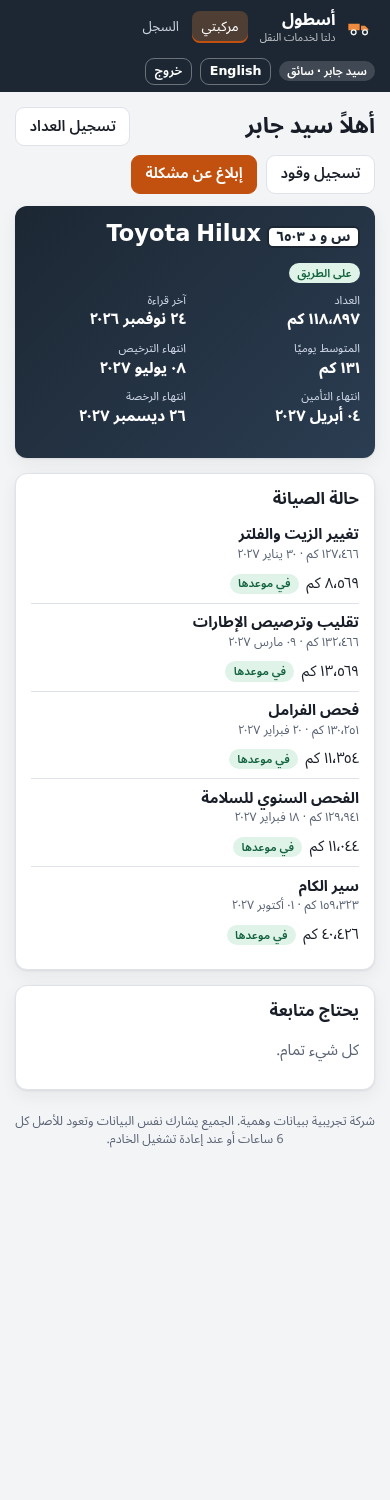 أسطول
دلتا لخدمات النقل
مركبتي
السجل
سيد جابر · سائق
English
خروج
أهلاً سيد جابر
تسجيل العداد
تسجيل وقود
إبلاغ عن مشكلة
س و د ٦٥٠٣ Toyota Hilux
على الطريق
العداد
١١٨،٨٩٧ كم
آخر قراءة
٢٤ نوفمبر ٢٠٢٦
المتوسط يوميًا
١٣١ كم
انتهاء الترخيص
٠٨ يوليو ٢٠٢٧
انتهاء التأمين
٠٤ أبريل ٢٠٢٧
انتهاء الرخصة
٢٦ ديسمبر ٢٠٢٧
حالة الصيانة
تغيير الزيت والفلتر
١٢٧،٤٦٦ كم · ٣٠ يناير ٢٠٢٧
٨،٥٦٩ كم في موعدها
تقليب وترصيص الإطارات
١٣٢،٤٦٦ كم · ٠٩ مارس ٢٠٢٧
١٣،٥٦٩ كم في موعدها
فحص الفرامل
١٣٠،٢٥١ كم · ٢٠ فبراير ٢٠٢٧
١١،٣٥٤ كم في موعدها
الفحص السنوي للسلامة
١٢٩،٩٤١ كم · ١٨ فبراير ٢٠٢٧
١١،٠٤٤ كم في موعدها
سير الكام
١٥٩،٣٢٣ كم · ٠١ أكتوبر ٢٠٢٧
٤٠،٤٢٦ كم في موعدها
يحتاج متابعة
كل شيء تمام.
شركة تجريبية ببيانات وهمية. الجميع يشارك نفس البيانات وتعود للأصل كل
6 ساعات أو عند إعادة تشغيل الخادم.